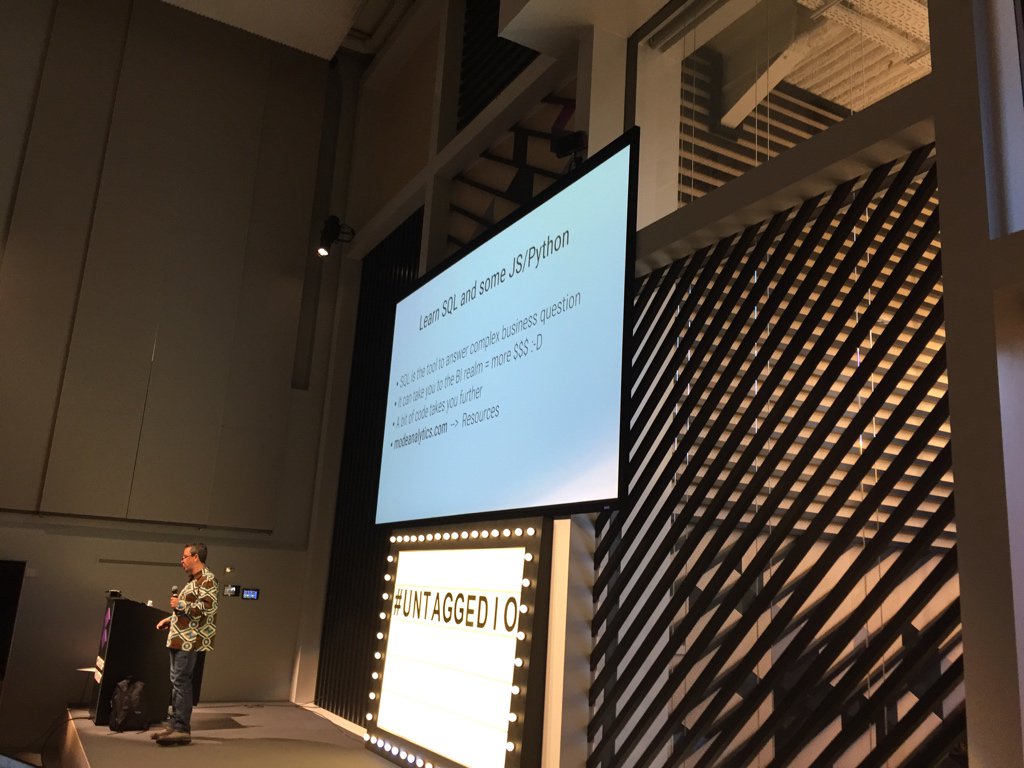 Learn SQL and some JS/Python
• SQL is the tool to answer complex business question
• It can take you to the BI realm = more $$$ :-D
• A bit of code takes you further
• modeanalytics.com --> Resources
#UNTAGGEDIO